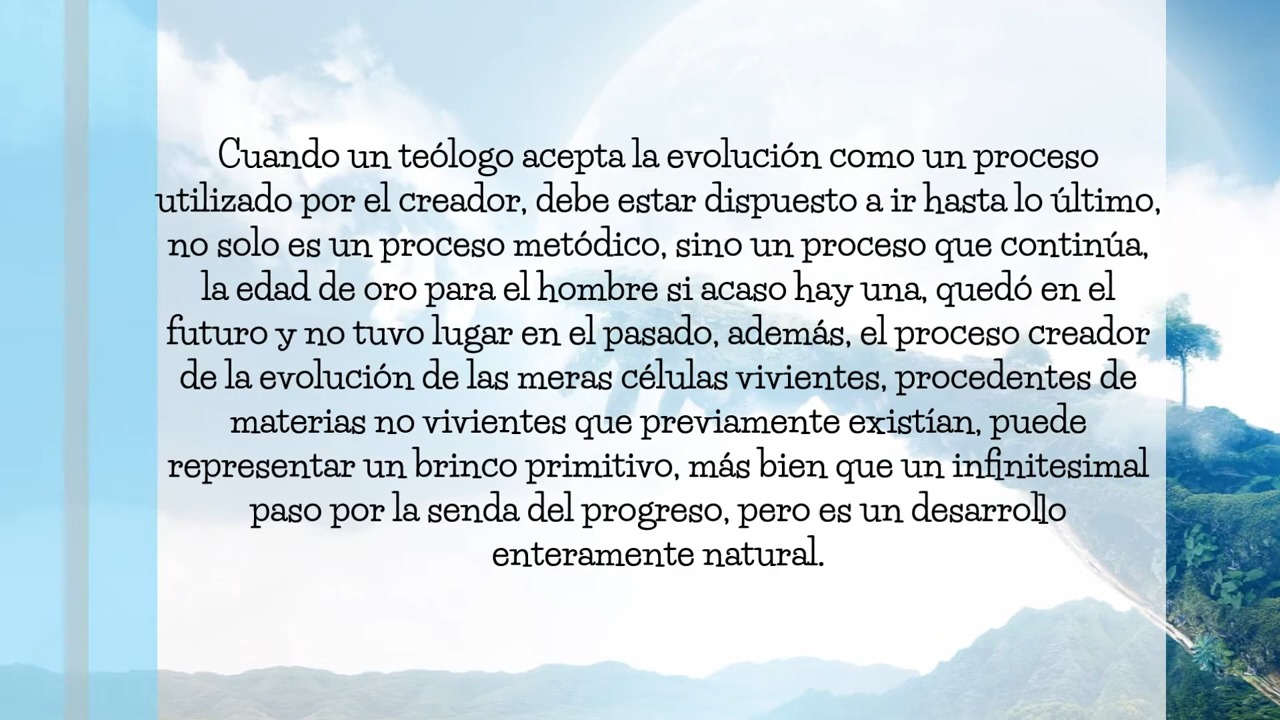 Cuando un teólogo acepta la evolución como un proceso
utilizado por el creador, debe estar dispuesto a ir hasta lo último,
no solo es un proceso metódico, sino un proceso que continúa,
la edad de oro para el hombre si acaso hay una, quedó en el
futuro y no tuvo lugar en el pasado, además, el proceso creador
de la evolución de las meras células vivientes, procedentes de
materias no vivientes que previamente existían, puede
representar un brinco primitivo, más bien que un infinitesimal
paso por la senda del progreso, pero es un desarrollo
enteramente natural.